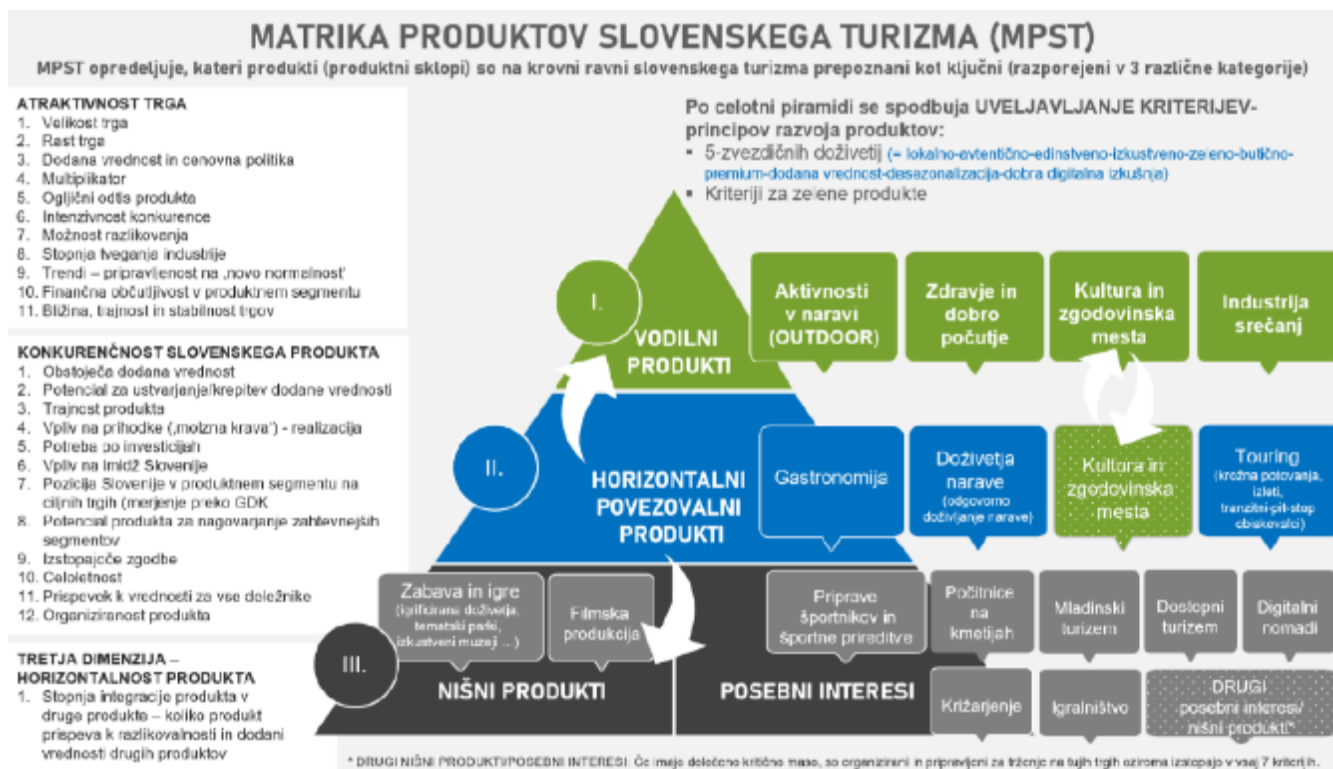 MATRIKA PRODUKTOV SLOVENSKEGA TURIZMA (MPST)
MPST opredeljuje, kateri produkti (produktni sklopi) so na krovni ravni slovenskega turizma prepoznani kot ključni (razporejeni v 3 različne kategorije)
ATRAKTIVNOST TRGA
1. Velikost trga
2. Rast trga
3. Dodana vrednost in cenovna politika
4. Multiplikator
5. Ogljični odtis produkta
6. Intenzivnost konkurence
7. Možnost razlikovanja
8. Stopnja tveganja industrije
9. Trendi – pripravljenost na ‚novo normalnost'
10. Finančna občutljivost v produktnem segmentu
11. Bližina, trajnost in stabilnost trgov
KONKURENČNOST SLOVENSKEGA PRODUKTA
1. Obstoječa dodana vrednost
2. Potencial za ustvarjanje/krepitev dodane vrednosti
3. Trajnost produkta
4. Vpliv na prihodke (‚molzna krava') - realizacija
5. Potreba po investicijah
6. Vpliv na imidž Slovenije
7. Pozicija Slovenije v produktnem segmentu na
ciljnih trgih (merjenje preko GDK
8. Potencial produkta za nagovarjanje zahtevnejših
segmentov
9. Izstopajoče zgodbe
10. Celoletnost
11. Prispevek k vrednosti za vse deležnike
12. Organiziranost produkta
TRETJA DIMENZIJA –
HORIZONTALNOST PRODUKTA
1. Stopnja integracije produkta v
druge produkte – koliko produkt
prispeva k razlikovalnosti in dodani
vrednosti drugih produktov
Po celotni piramidi se spodbuja UVELJAVLJANJE KRITERIJEV-
principov razvoja produktov:
▪ 5-zvezdičnih doživetij (= lokalno-avtentično-edinstveno-izkustveno-zeleno-butično-
premium-dodana vrednost-desezonalizacija-dobra digitalna izkušnja)
▪ Kriteriji za zelene produkte
I.
VODILNI
PRODUKTI
Aktivnosti
v naravi
(OUTDOOR)
Zdravje in
dobro
počutje
Kultura in
zgodovinska
mesta
Industrija
srečanj
II.
HORIZONTALNI
POVEZOVALNI
PRODUKTI
Gastronomija
Doživetja
narave
(odgovorno
doživljanje narave)
Kultura in
zgodovinska
mesta
Touring
(krožna potovanja,
izleti,
tranzitni-pit-stop
obiskovalci)
III.
Zabava in igre
(igrificirana doživetja,
tematski parki,
izkustveni muzeji ...)
Filmska
produkcija
NIŠNI PRODUKTI
Priprave
športnikov in
športne prireditve
POSEBNI INTERESI
Počitnice
na
kmetijah
Mladinski
turizem
Dostopni
turizem
Digitalni
nomadi
Križarjenje
Igralništvo
DRUGI
posebni interesi/
nišni produkti*
* DRUGI NIŠNI PRODUKTI/POSEBNI INTERESI: Če imajo določeno kritično maso, so organizirani in pripravljeni za trženje na tujih trgih oziroma izstopajo v vsaj 7 kriterijih.